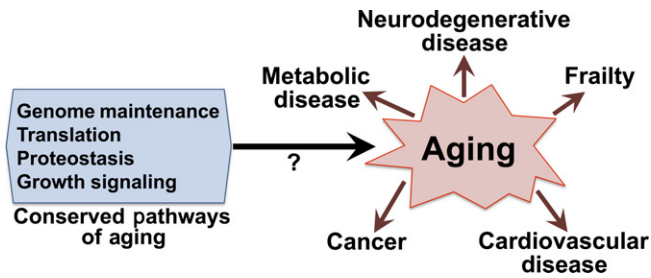 Genome maintenance
Translation
Proteostasis
Growth signaling
Conserved pathways
of aging
?
Neurodegenerative
disease
Metabolic
disease
Frailty
Aging
Cancer
Cardiovascular
disease